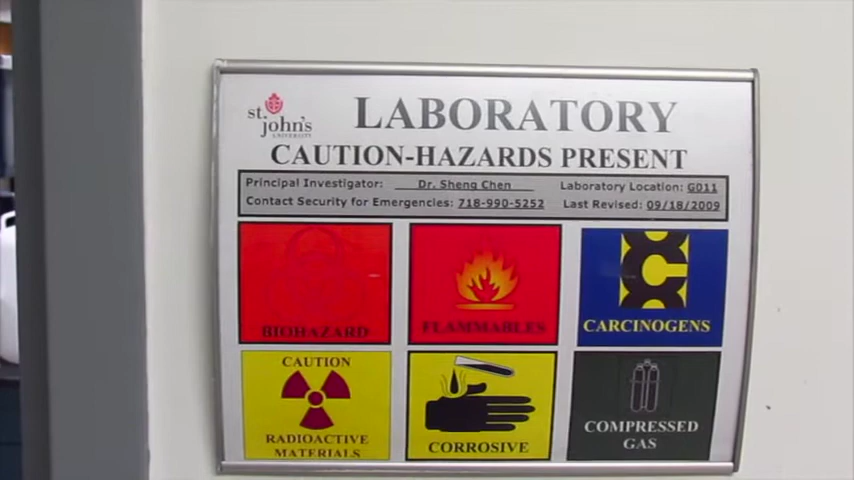 st. john's
UNIVERSITY
LABORATORY
CAUTION-HAZARDS PRESENT
Principal Investigator: Dr. Sheng Chen Laboratory Location: G011
Contact Security for Emergencies: 718-990-5252 Last Revised: 09/18/2009
BIOHAZARD
FLAMMABLES
CARCINOGENS
CAUTION
RADIOACTIVE
MATERIALS
CORROSIVE
COMPRESSED
GAS